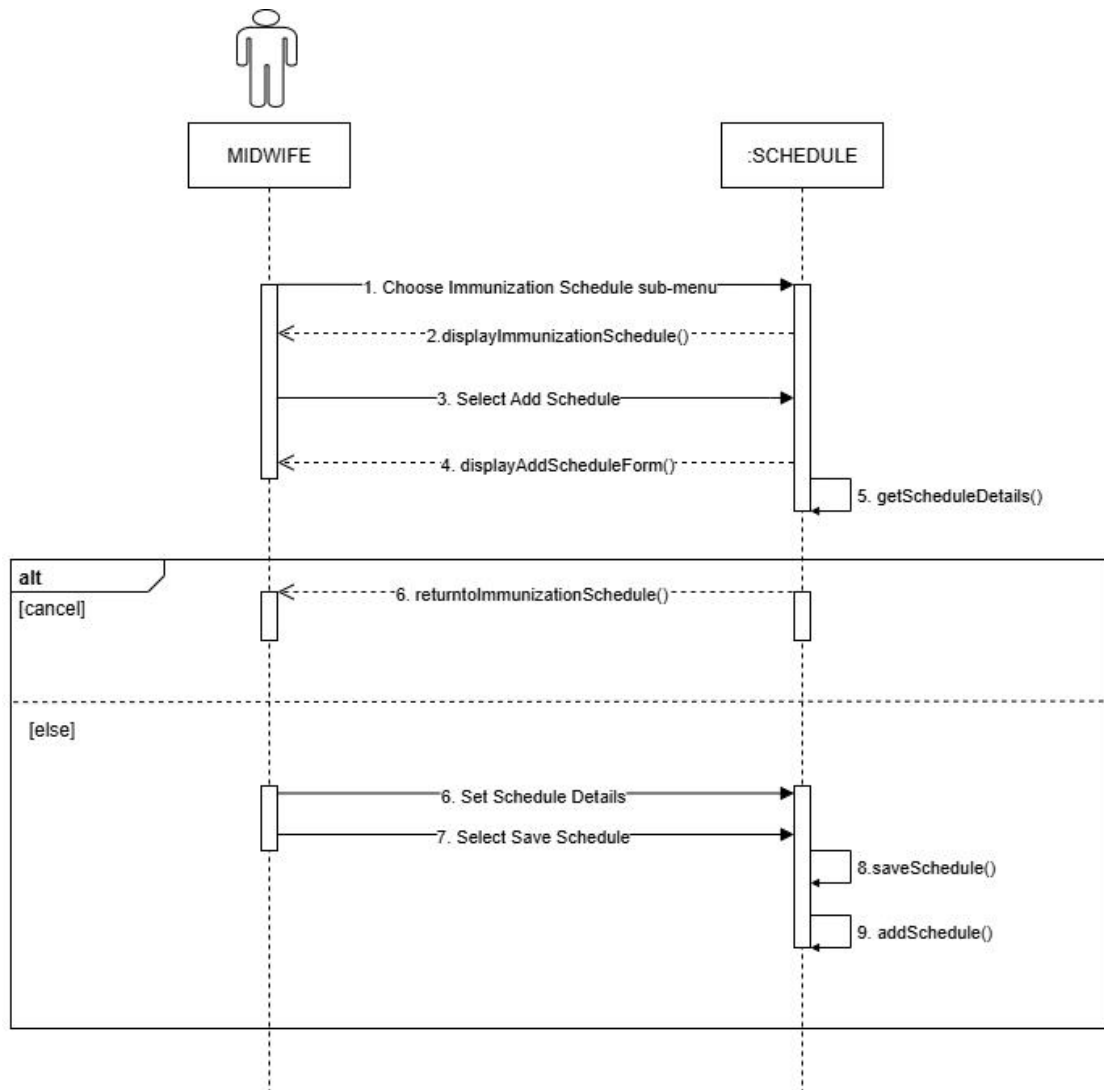 MIDWIFE
:SCHEDULE
1. Choose Immunization Schedule sub-menu
2.displayImmunizationSchedule()
3. Select Add Schedule
4. displayAddScheduleForm()
5. getScheduleDetails()
alt
[cancel]
6. returntoImmunizationSchedule()
[else]
6. Set Schedule Details
7. Select Save Schedule
8.saveSchedule()
9. addSchedule()